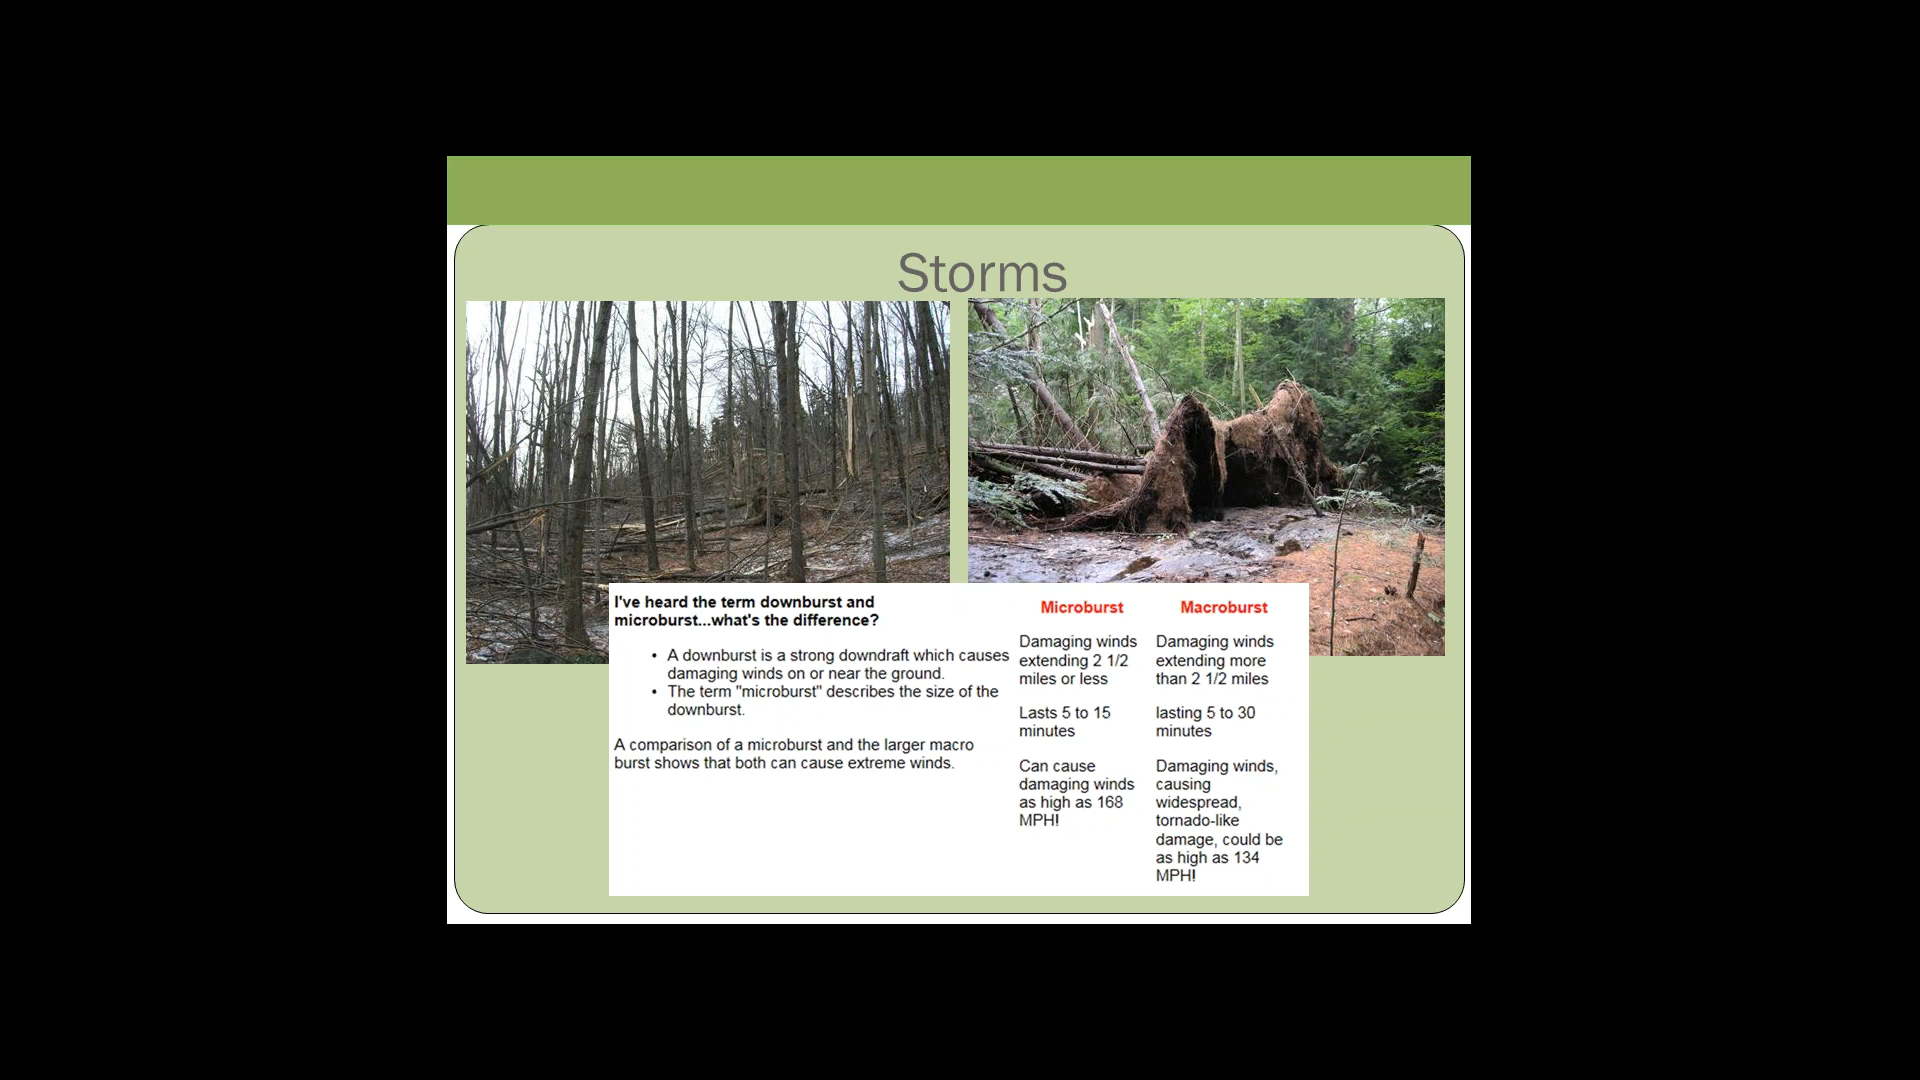 Storms
I've heard the term downburst and
microburst...what's the difference?
• A downburst is a strong downdraft which causes
damaging winds on or near the ground.
• The term "microburst" describes the size of the
downburst.
A comparison of a microburst and the larger macro
burst shows that both can cause extreme winds.
Microburst
Damaging winds
extending 2 1/2
miles or less
Lasts 5 to 15
minutes
Can cause
damaging winds
as high as 168
MPH!
Macroburst
Damaging winds
extending more
than 2 1/2 miles
lasting 5 to 30
minutes
Damaging winds,
causing
widespread,
tornado-like
damage, could be
as high as 134
MPH!